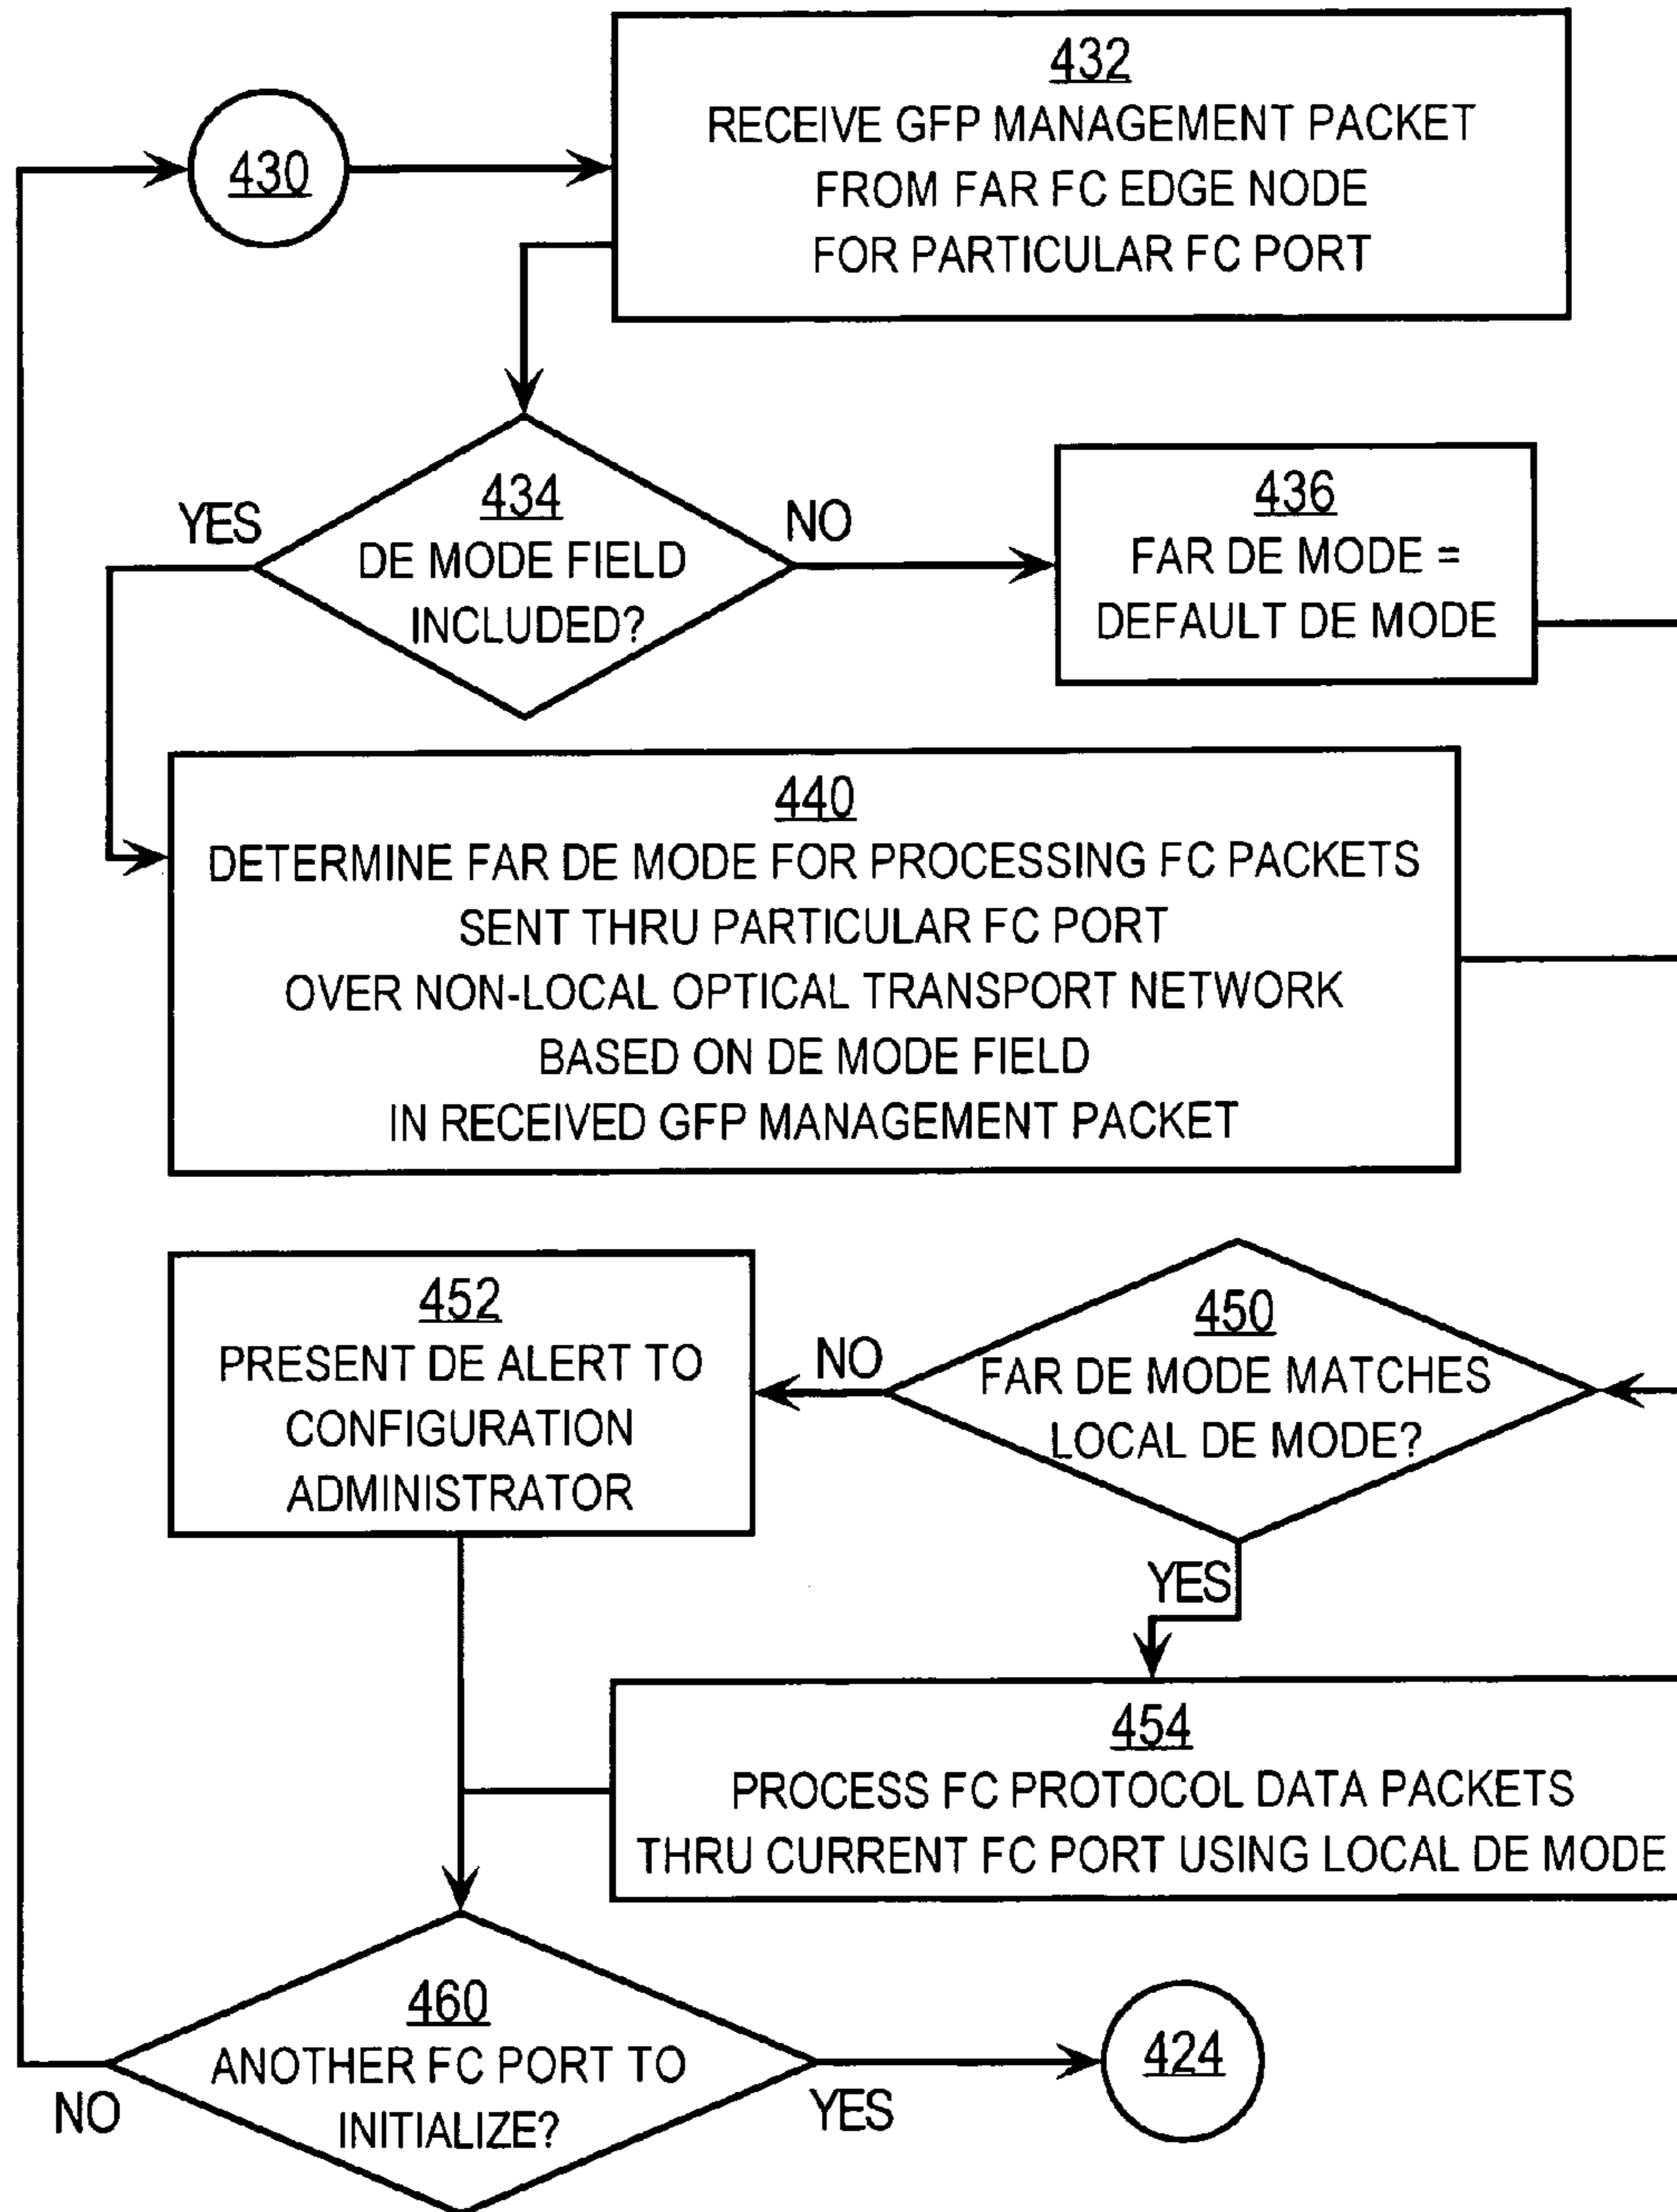 430
432
RECEIVE GFP MANAGEMENT PACKET
FROM FAR FC EDGE NODE
FOR PARTICULAR FC PORT
434
DE MODE FIELD
INCLUDED?
YES
NO
436
FAR DE MODE =
DEFAULT DE MODE
440
DETERMINE FAR DE MODE FOR PROCESSING FC PACKETS
SENT THRU PARTICULAR FC PORT
OVER NON-LOCAL OPTICAL TRANSPORT NETWORK
BASED ON DE MODE FIELD
IN RECEIVED GFP MANAGEMENT PACKET
450
FAR DE MODE MATCHES
LOCAL DE MODE?
NO
452
PRESENT DE ALERT TO
CONFIGURATION
ADMINISTRATOR
YES
454
PROCESS FC PROTOCOL DATA PACKETS
THRU CURRENT FC PORT USING LOCAL DE MODE
460
ANOTHER FC PORT TO
INITIALIZE?
NO
YES
424